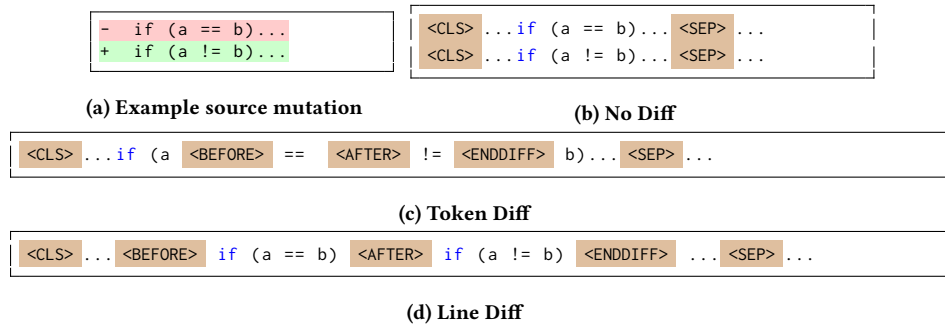 - if (a == b)...
+ if (a != b)...
(a) Example source mutation
<CLS> ...if (a == b)... <SEP> ...
<CLS> ...if (a != b)... <SEP> ...
(b) No Diff
<CLS> ...if (a <BEFORE> == <AFTER> != <ENDDIFF> b)... <SEP> ...
(c) Token Diff
<CLS> ... <BEFORE> if (a == b) <AFTER> if (a != b) <ENDDIFF> ... <SEP> ...
(d) Line Diff